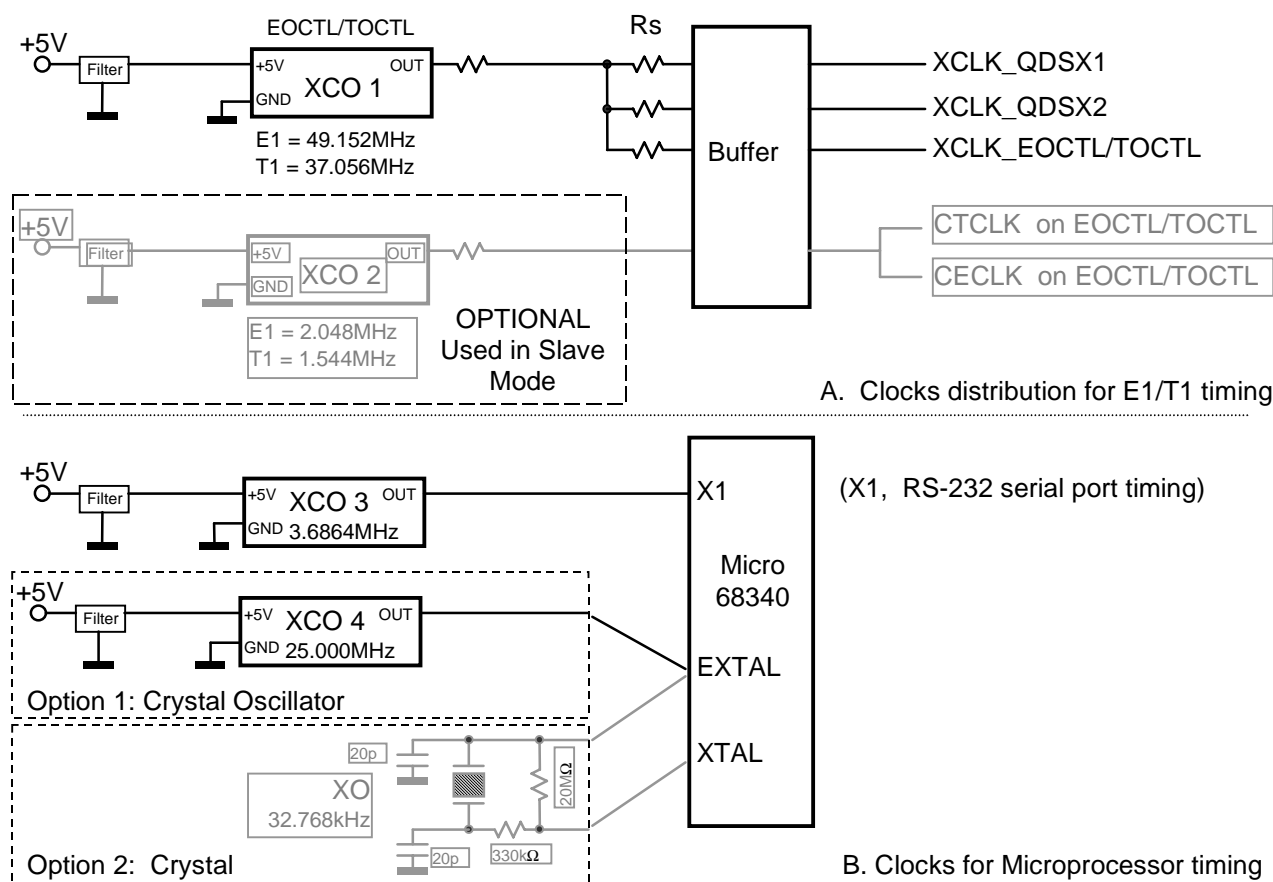 EOCTL/TOCTL
Rs
+5V
Filter
+5V
OUT
XCO 1
GND
E1 = 49.152MHz
T1 = 37.056MHz
Buffer
XCLK_QDSX1
XCLK_QDSX2
XCLK_EOCTL/TOCTL
+5V
Filter
+5V
OUT
XCO 2
GND
E1 = 2.048MHz
T1 = 1.544MHz
OPTIONAL
Used in Slave
Mode
CTCLK on EOCTL/TOCTL
CECLK on EOCTL/TOCTL
A. Clocks distribution for E1/T1 timing
+5V
Filter
+5V
XCO 3
OUT
GND
3.6864MHz
X1
(X1, RS-232 serial port timing)
Micro
68340
+5V
Filter
+5V
XCO 4
OUT
GND
25.000MHz
EXTAL
Option 1: Crystal Oscillator
XTAL
20p
XO
32.768kHz
20MΩ
20p
330kΩ
Option 2: Crystal
B. Clocks for Microprocessor timing